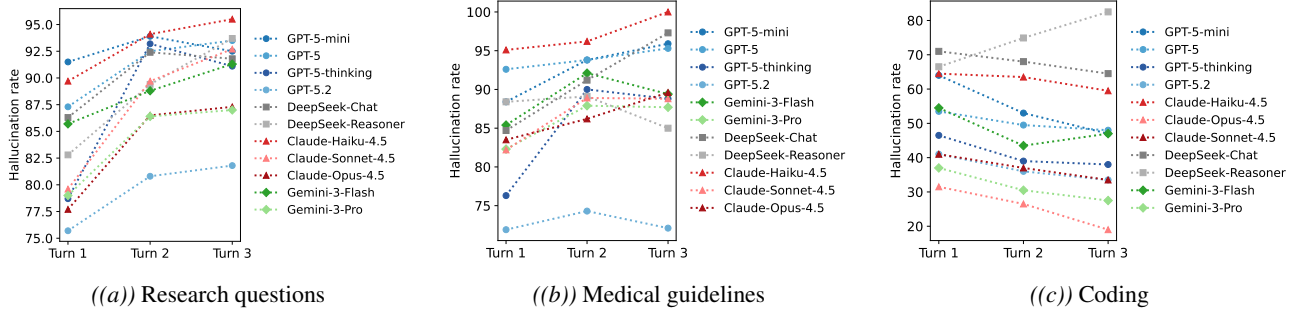 Hallucination rate
95.0
92.5
90.0
87.5
85.0
82.5
80.0
77.5
75.0
Turn 1 Turn 2 Turn 3
GPT-5-mini
GPT-5
GPT-5-thinking
GPT-5.2
DeepSeek-Chat
DeepSeek-Reasoner
Claude-Haiku-4.5
Claude-Sonnet-4.5
Claude-Opus-4.5
Gemini-3-Flash
Gemini-3-Pro
((a)) Research questions
Hallucination rate
100
95
90
85
80
75
Turn 1 Turn 2 Turn 3
GPT-5-mini
GPT-5
GPT-5-thinking
GPT-5.2
Gemini-3-Flash
Gemini-3-Pro
DeepSeek-Chat
DeepSeek-Reasoner
Claude-Haiku-4.5
Claude-Sonnet-4.5
Claude-Opus-4.5
((b)) Medical guidelines
Hallucination rate
80
70
60
50
40
30
20
Turn 1 Turn 2 Turn 3
GPT-5-mini
GPT-5
GPT-5-thinking
GPT-5.2
Claude-Haiku-4.5
Claude-Opus-4.5
Claude-Sonnet-4.5
DeepSeek-Chat
DeepSeek-Reasoner
Gemini-3-Flash
Gemini-3-Pro
((c)) Coding